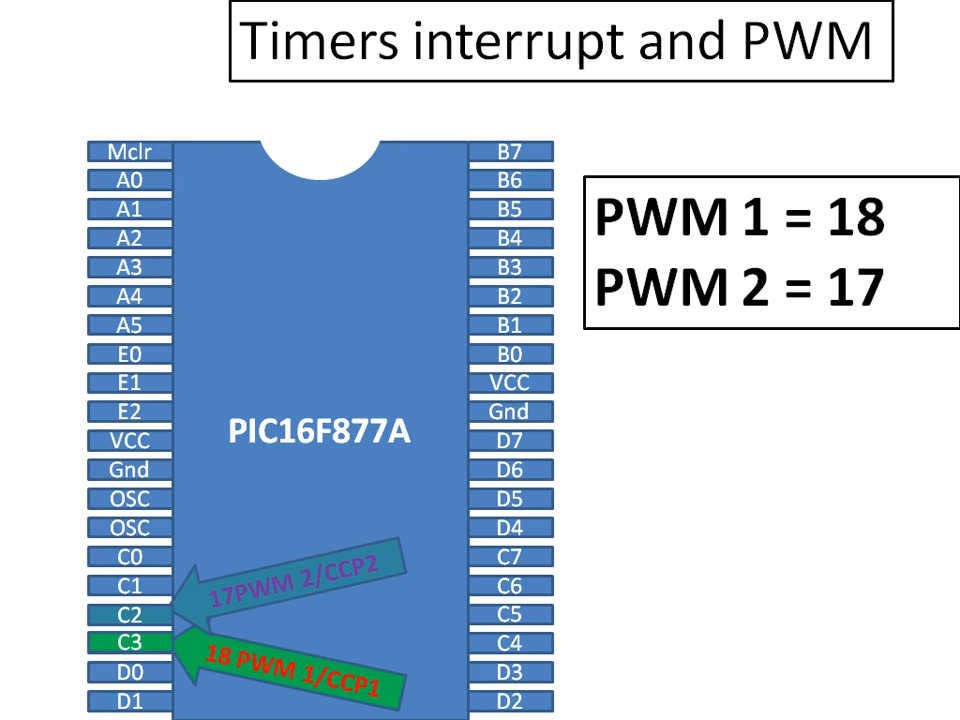 Timers interrupt and PWM
Mclr
A0
A1
A2
A3
A4
A5
E0
E1
E2
VCC
Gnd
OSC
OSC
C0
C1
C2
C3
D0
D1
PIC16F877A
17PWM 2/CCP2
18 PWM 1/CCP1
B7
B6
B5
B4
B3
B2
B1
B0
VCC
Gnd
D7
D6
D5
D4
C7
C6
C5
C4
D3
D2
PWM 1 = 18
PWM 2 = 17